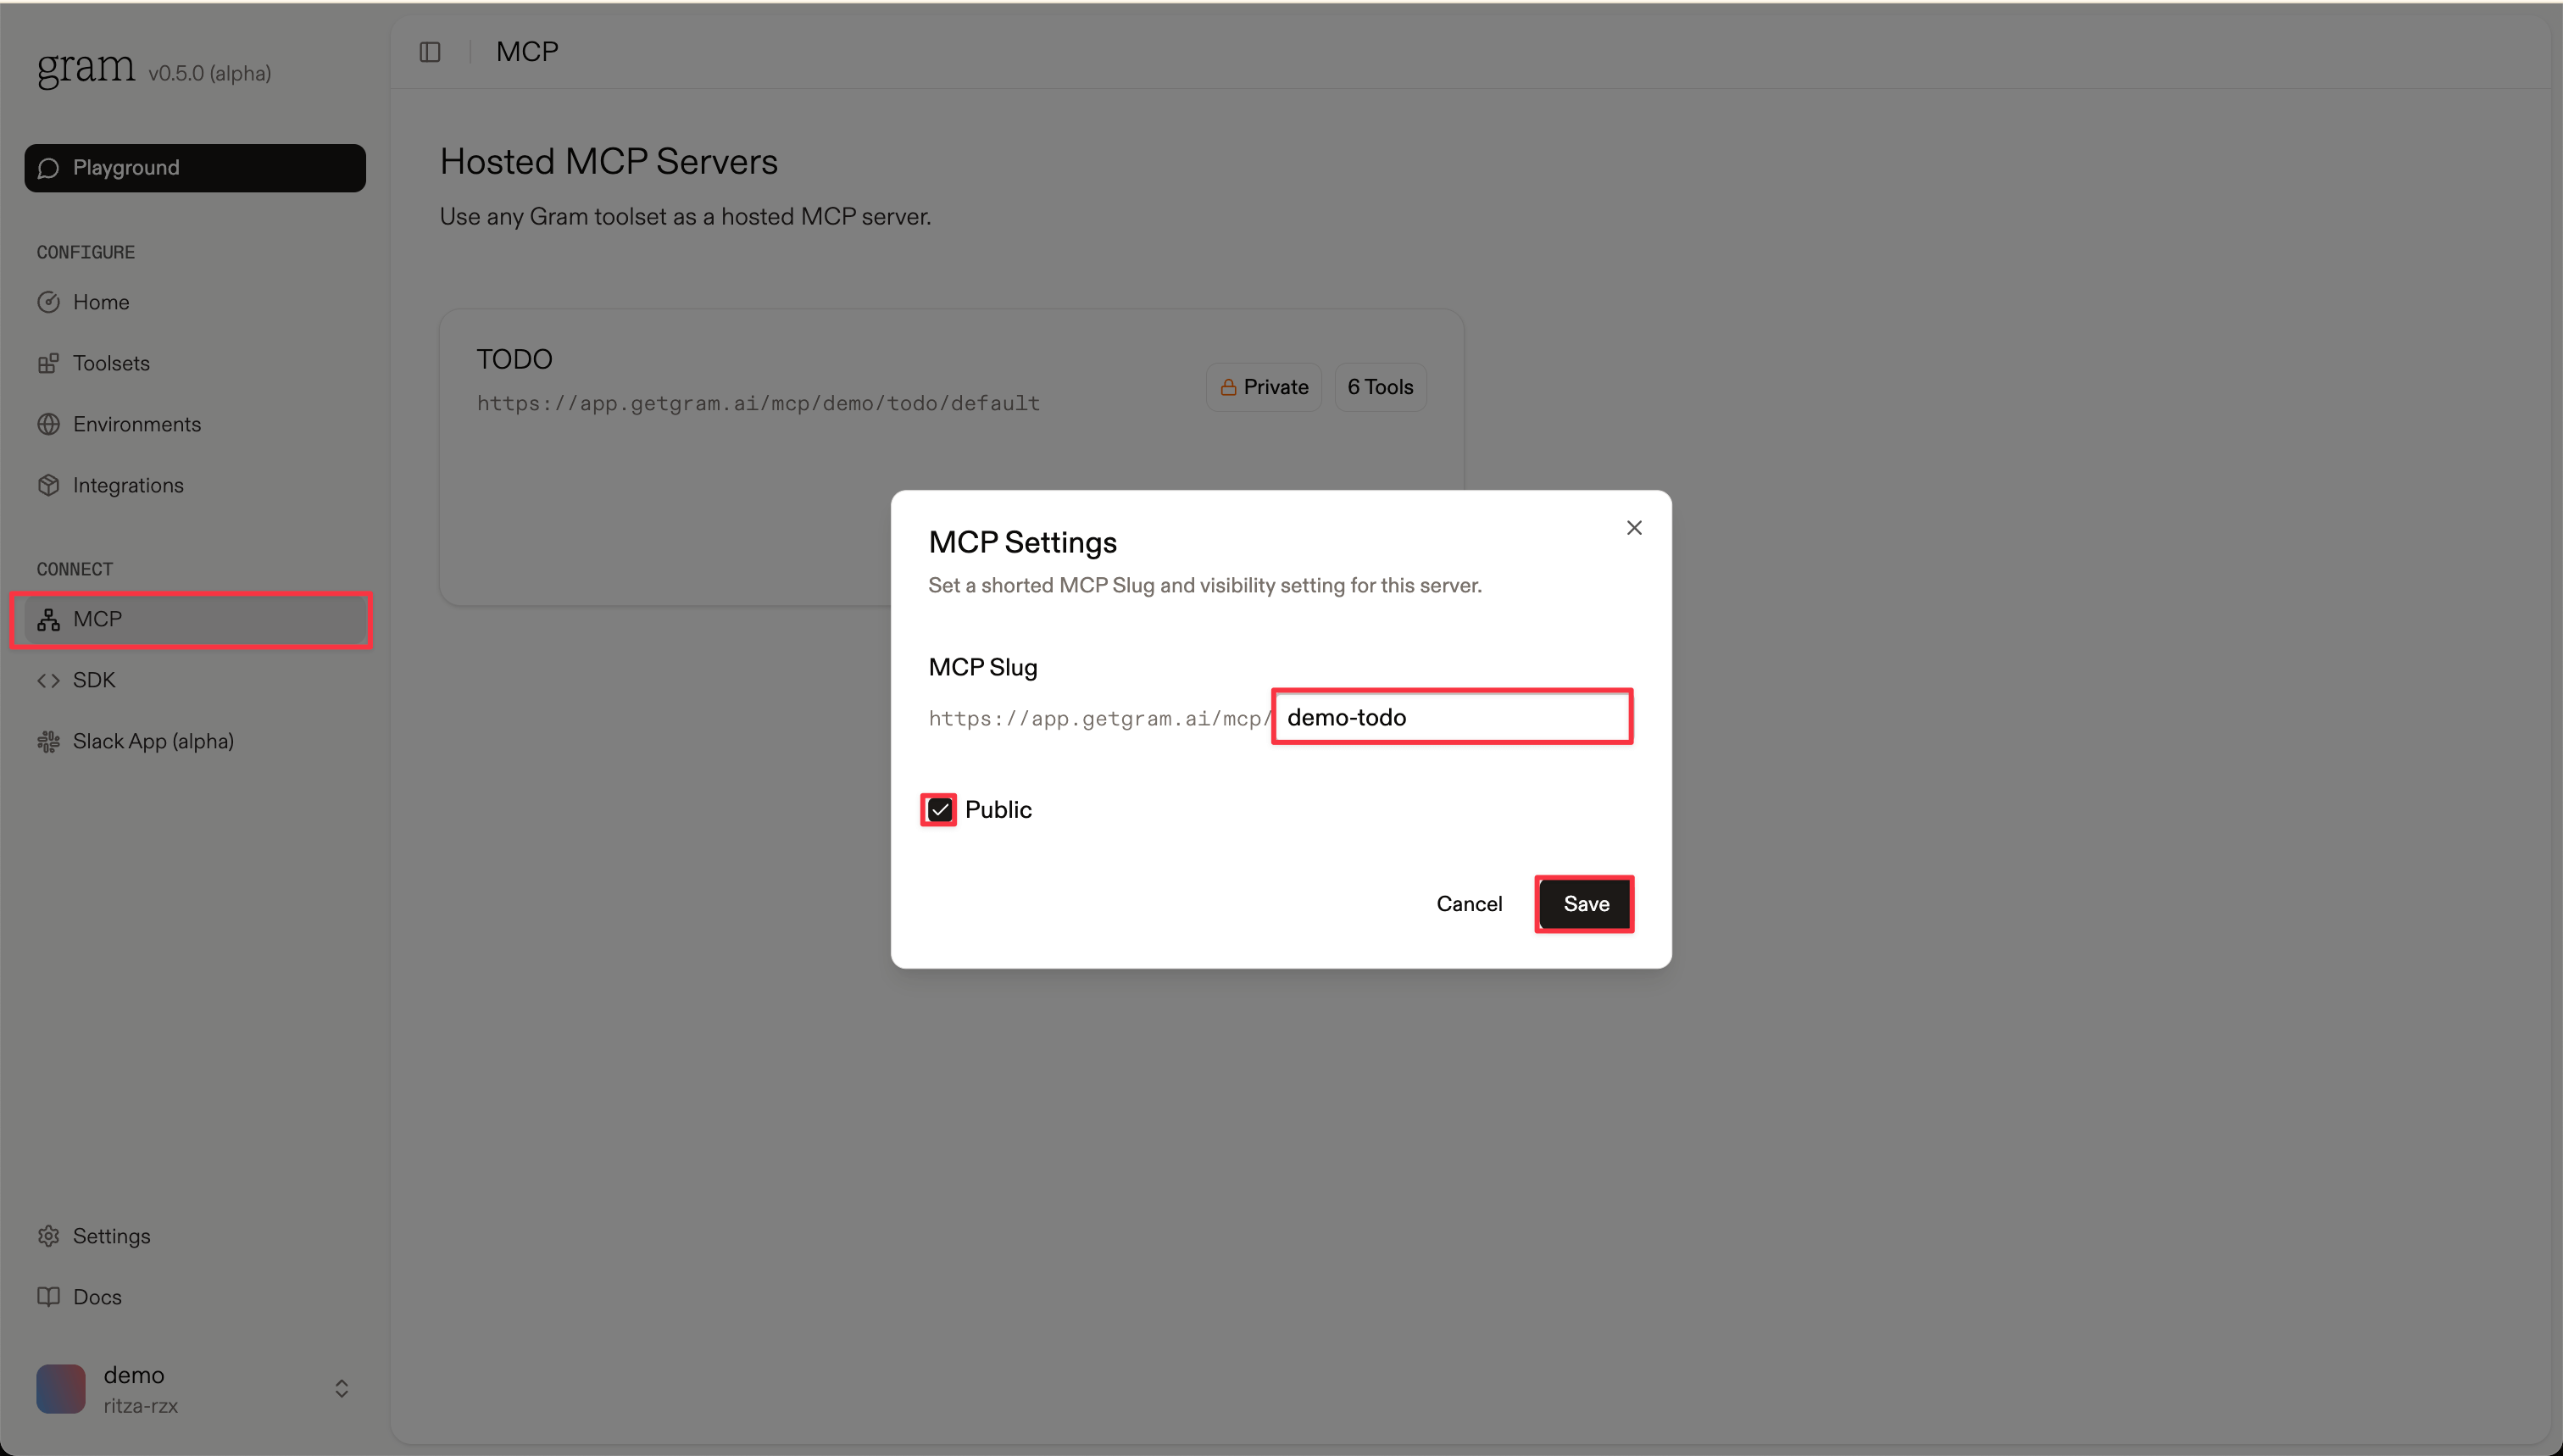 gram v0.5.0 (alpha)
Playground
CONFIGURE
Home
Toolsets
Environments
Integrations
CONNECT
MCP
SDK
Slack App (alpha)
Settings
Docs
demo
ritza-rzx
MCP
Hosted MCP Servers
Use any Gram toolset as a hosted MCP server.
TODO
https://app.getgram.ai/mcp/demo/todo/default
Private
6 Tools
MCP Settings
Set a shorted MCP Slug and visibility setting for this server.
MCP Slug
https://app.getgram.ai/mcp/ demo-todo
Public
Cancel
Save